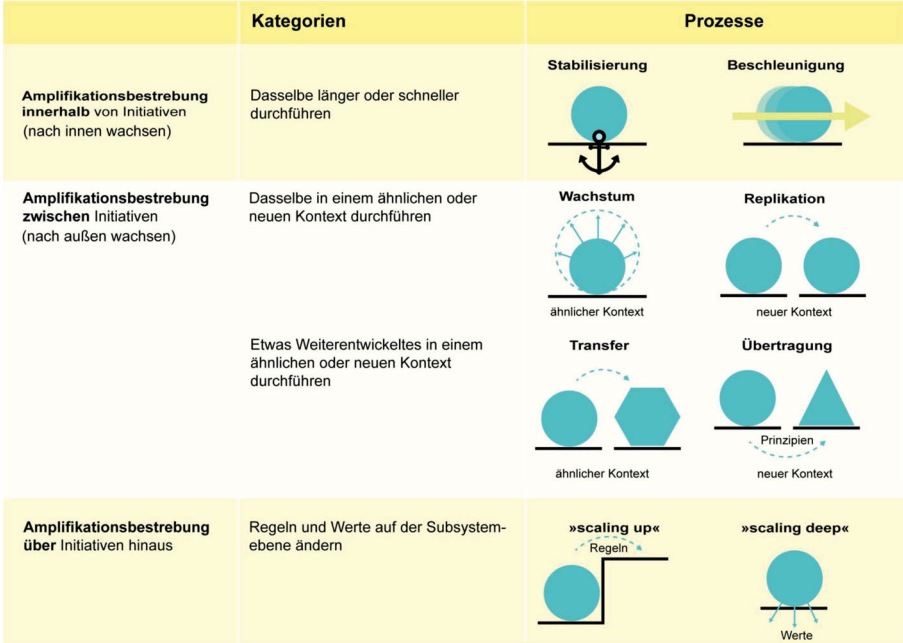 Kategorien
Prozesse
Amplifikationsbestrebung
innerhalb von Initiativen
(nach innen wachsen)
Dasselbe länger oder schneller
durchführen
Stabilisierung
Beschleunigung
Amplifikationsbestrebung
zwischen Initiativen
(nach außen wachsen)
Dasselbe in einem ähnlichen oder
neuen Kontext durchführen
Wachstum
ähnlicher Kontext
Replikation
neuer Kontext
Etwas Weiterentwickeltes in einem
ähnlichen oder neuen Kontext
durchführen
Transfer
ähnlicher Kontext
Übertragung
Prinzipien
neuer Kontext
Amplifikationsbestrebung
über Initiativen hinaus
Regeln und Werte auf der Subsystem-
ebene ändern
»scaling up«
Regeln
»scaling deep«
Werte